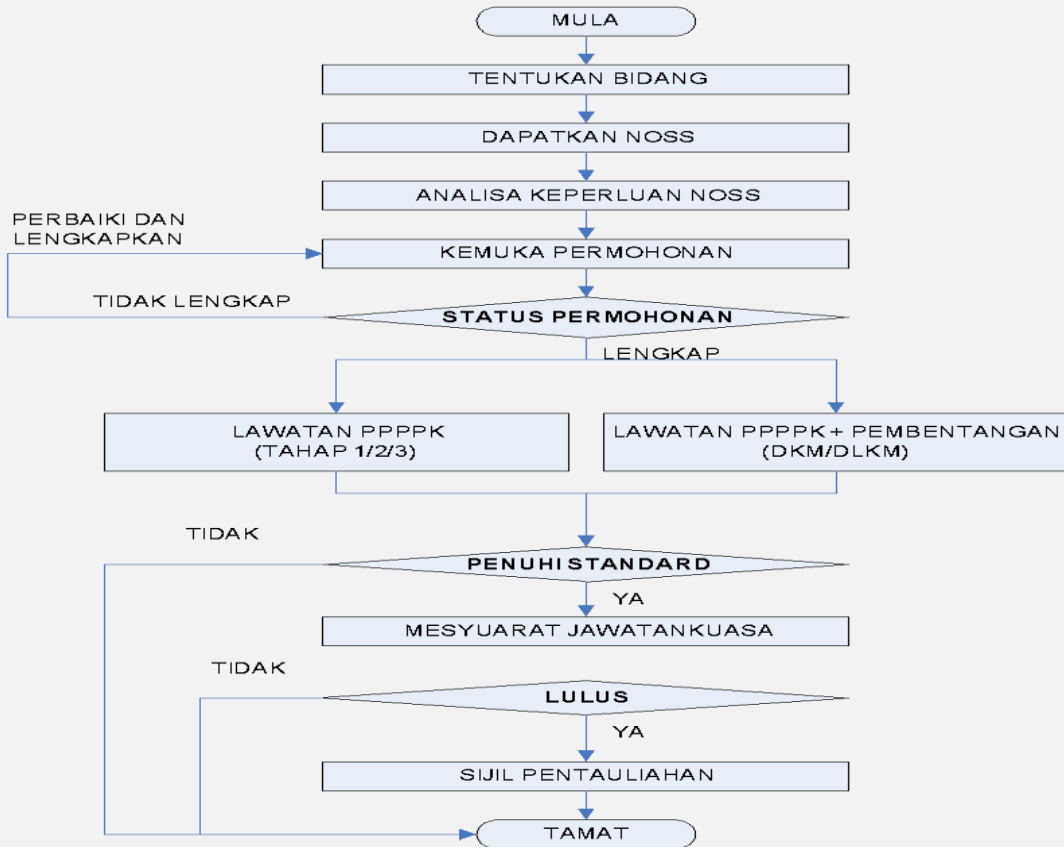 MULA
TENTUKAN BIDANG
DAPATKAN NOSS
ANALISA KEPERLUAN NOSS
PERBAIKI DAN
LENGKAPKAN
KEMUKA PERMOHONAN
TIDAK LENGKAP
STATUS PERMOHONAN
LENGKAP
LAWATAN PPPPK
(TAHAP 1/2/3)
LAWATAN PPPPK + PEMBENTANGAN
(DKM/DLKM)
TIDAK
PENUHI STANDARD
YA
MESYUARAT JAWATANKUASA
TIDAK
LULUS
YA
SIJIL PENTAULIAHAN
TAMAT